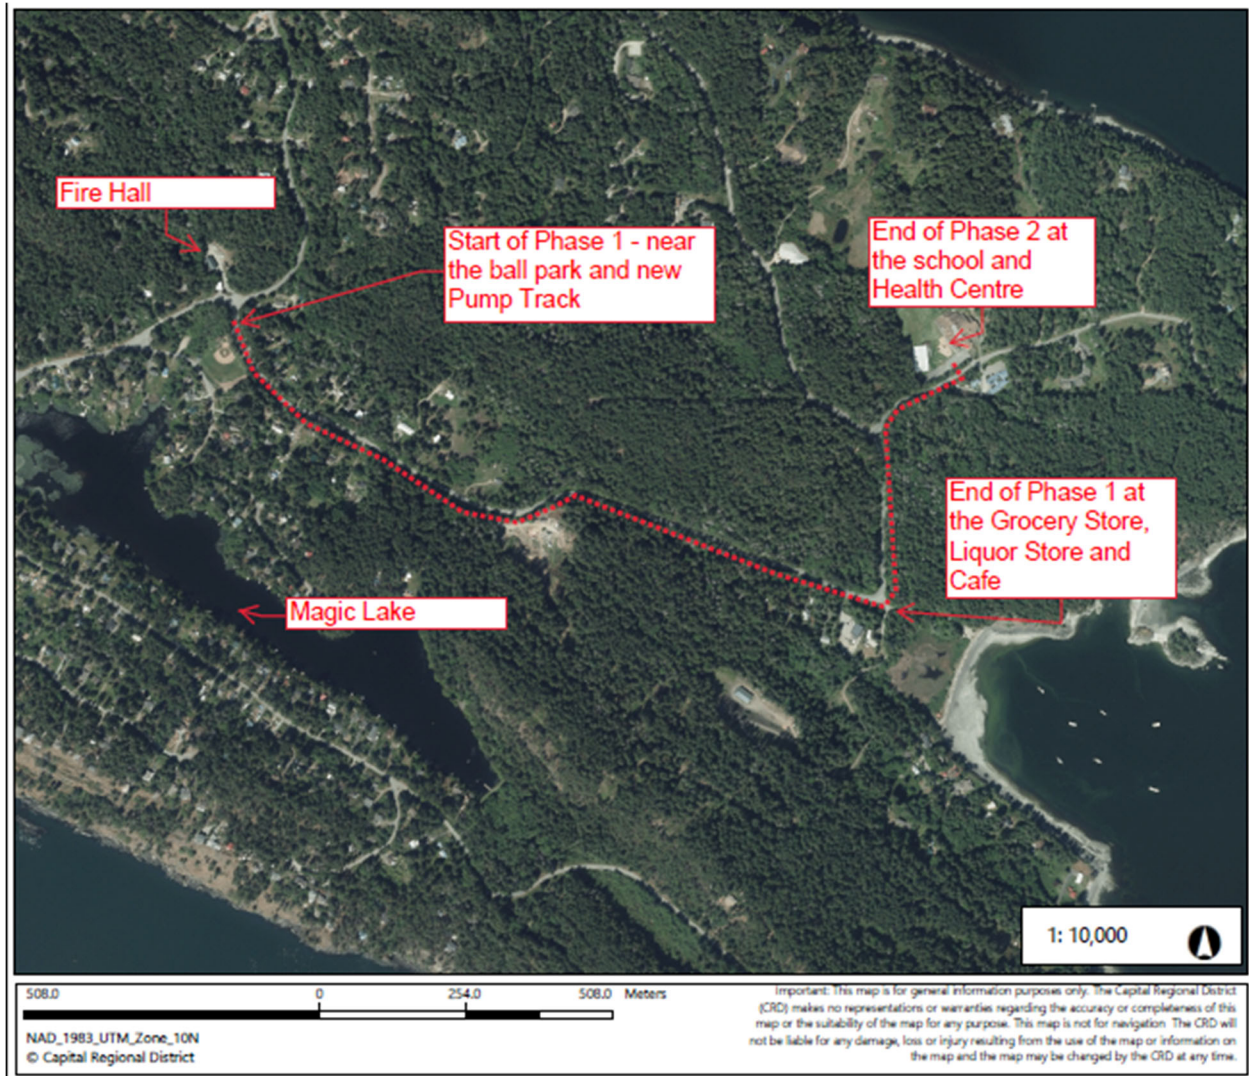 Fire Hall
Start of Phase 1 - near
the ball park and new
Pump Track
End of Phase 2 at
the school and
Health Centre
End of Phase 1 at
the Grocery Store,
Liquor Store and
Cafe
Magic Lake
1: 10,000
508.0 0 254.0 508.0 Meters
NAD_1983_UTM_Zone_10N
© Capital Regional District
Important: This map is for general information purposes only. The Capital Regional District
(CRD) makes no representations or warranties regarding the accuracy or completeness of this
map or the suitability of the map for any purpose. This map is not for navigation The CRD will
not be liable for any damage, loss or injury resulting from the use of the map or information on
the map and the map may be changed by the CRD at any time.